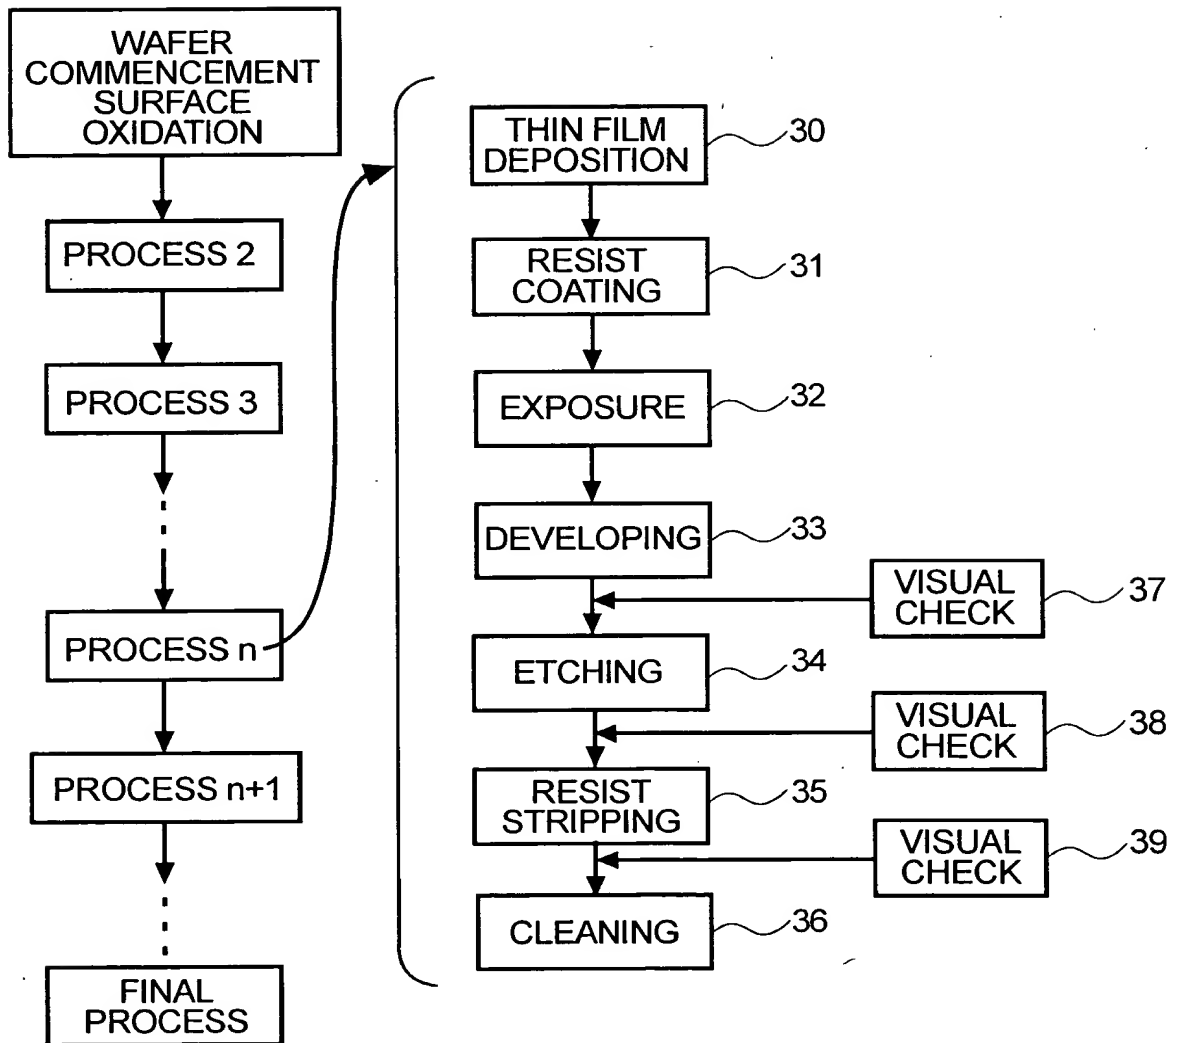 WAFER
COMMENCEMENT
SURFACE
OXIDATION
PROCESS 2
PROCESS 3
PROCESS n
PROCESS n+1
FINAL
PROCESS
THIN FILM
DEPOSITION
30
RESIST
COATING
31
EXPOSURE
32
DEVELOPING
33
VISUAL
CHECK
37
ETCHING
34
VISUAL
CHECK
38
RESIST
STRIPPING
35
VISUAL
CHECK
39
CLEANING
36